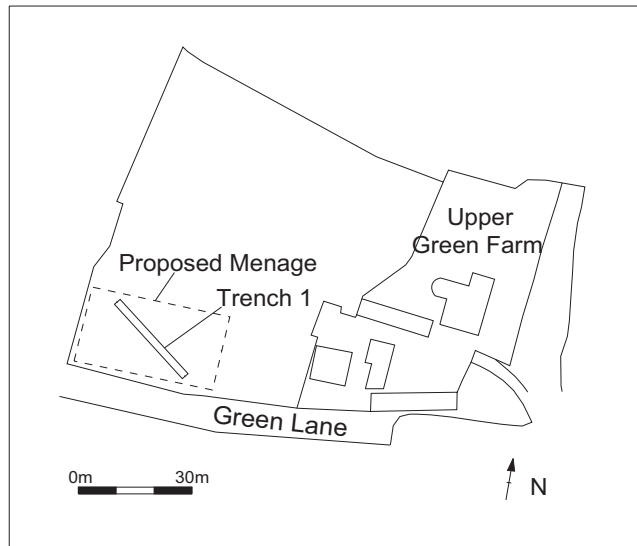 Upper
Green Farm
Proposed Menage
Trench 1
Green Lane
0m 30m
N